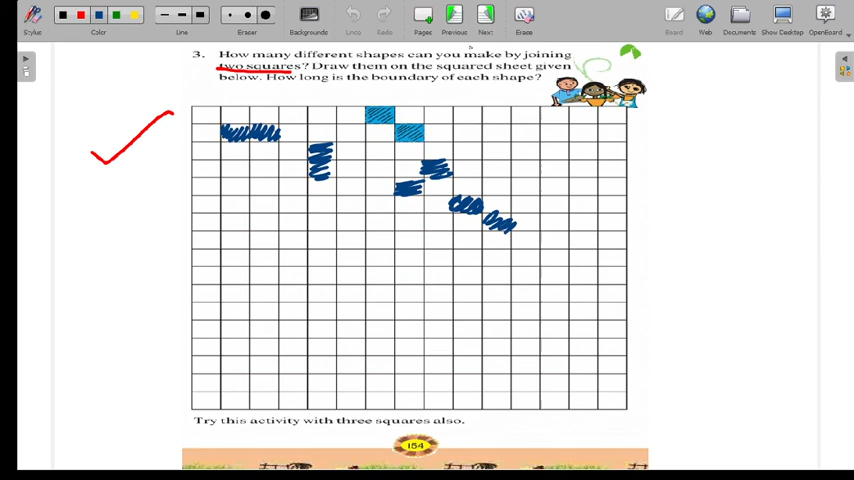 Stylus
Color
Line
Eraser
Backgrounds
Undo
Redo
Pages
Previous
Next
Erase
Board
Web
Documents
Show Desktop
OpenBoard
3. How many different shapes can you make by joining
two squares? Draw them on the squared sheet given
below. How long is the boundary of each shape?
Try this activity with three squares also.
154